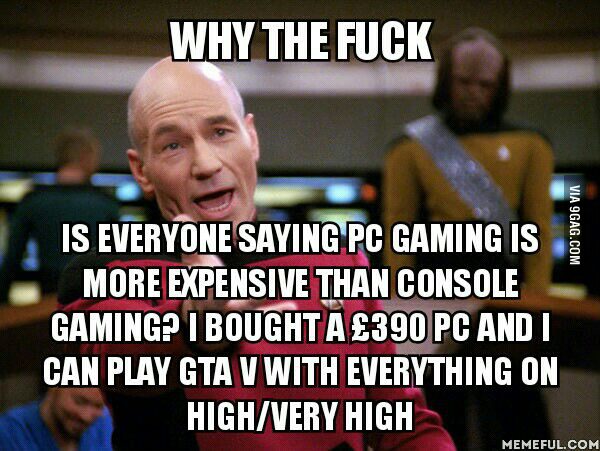 WHY THE FUCK
IS EVERYONE SAYING PC GAMING IS
MORE EXPENSIVE THAN CONSOLE
GAMING? I BOUGHT A £390 PC AND I
CAN PLAY GTA V WITH EVERYTHING ON
HIGH/VERY HIGH
VIA 9GAG.COM
MEMEFUL.COM